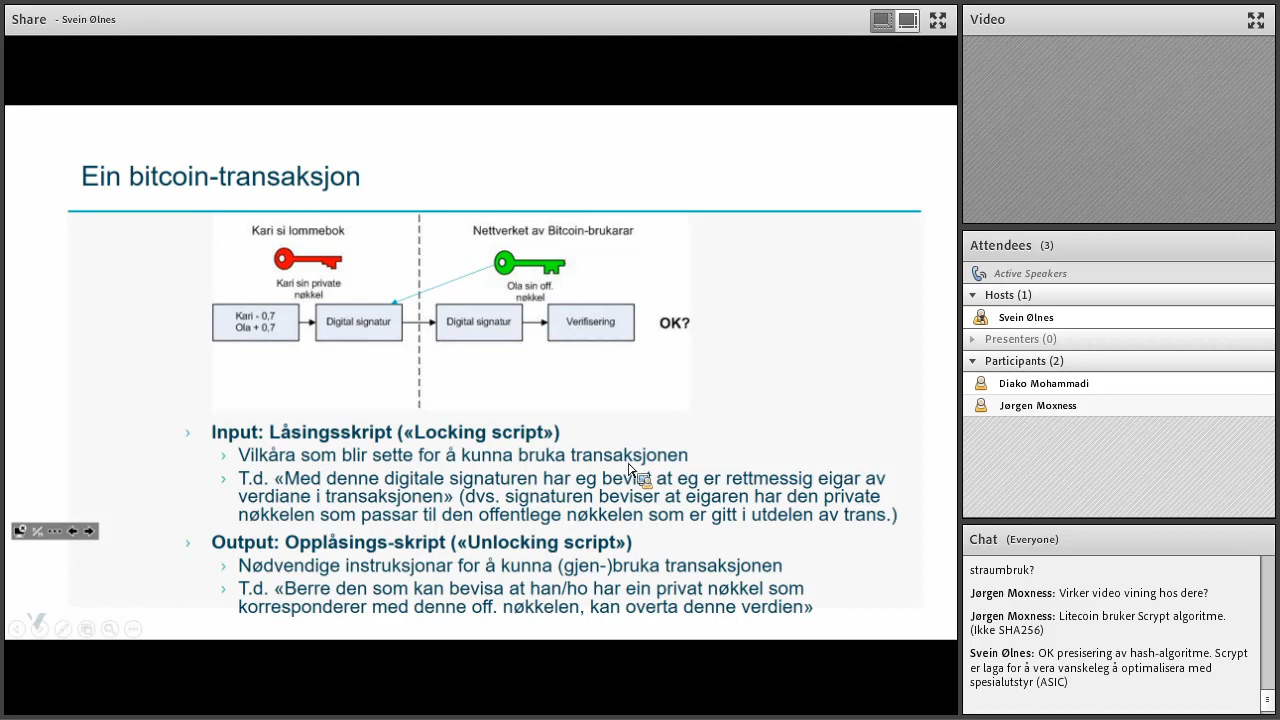 Share - Svein Ølnes
Ein bitcoin-transaksjon
Kari si lommebok
Nettverket av Bitcoin-brukarar
Kari sin private
nøkkel
Ola sin off.
nøkkel
Kari - 0,7
Ola + 0,7
Digital signatur
Digital signatur
Verifisering
OK?
› Input: Låsingsskript («Locking script»)
› Vilkåra som blir sette for å kunna bruka transaksjonen
› T.d. «Med denne digitale signaturen har eg bevist at eg er rettmessig eigar av
verdiane i transaksjonen» (dvs. signaturen beviser at eigaren har den private
nøkkelen som passar til den offentlege nøkkelen som er gitt i utdelen av trans.)
› Output: Opplåsings-skript («Unlocking script»)
› Nødvendige instruksjonar for å kunna (gjen-)bruka transaksjonen
› T.d. «Berre den som kan bevisa at han/ho har ein privat nøkkel som
korresponderer med denne off. nøkkelen, kan overta denne verdien»
Video
Attendees (3)
Active Speakers
Hosts (1)
Svein Ølnes
Presenters (0)
Participants (2)
Diako Mohammadi
Jørgen Moxness
Chat (Everyone)
straumbruk?
Jørgen Moxness: Virker video vining hos dere?
Jørgen Moxness: Litecoin bruker Scrypt algoritme.
(Ikke SHA256)
Svein Ølnes: OK presisering av hash-algoritme. Scrypt
er laga for å vera vanskeleg å optimalisera med
spesialutstyr (ASIC)